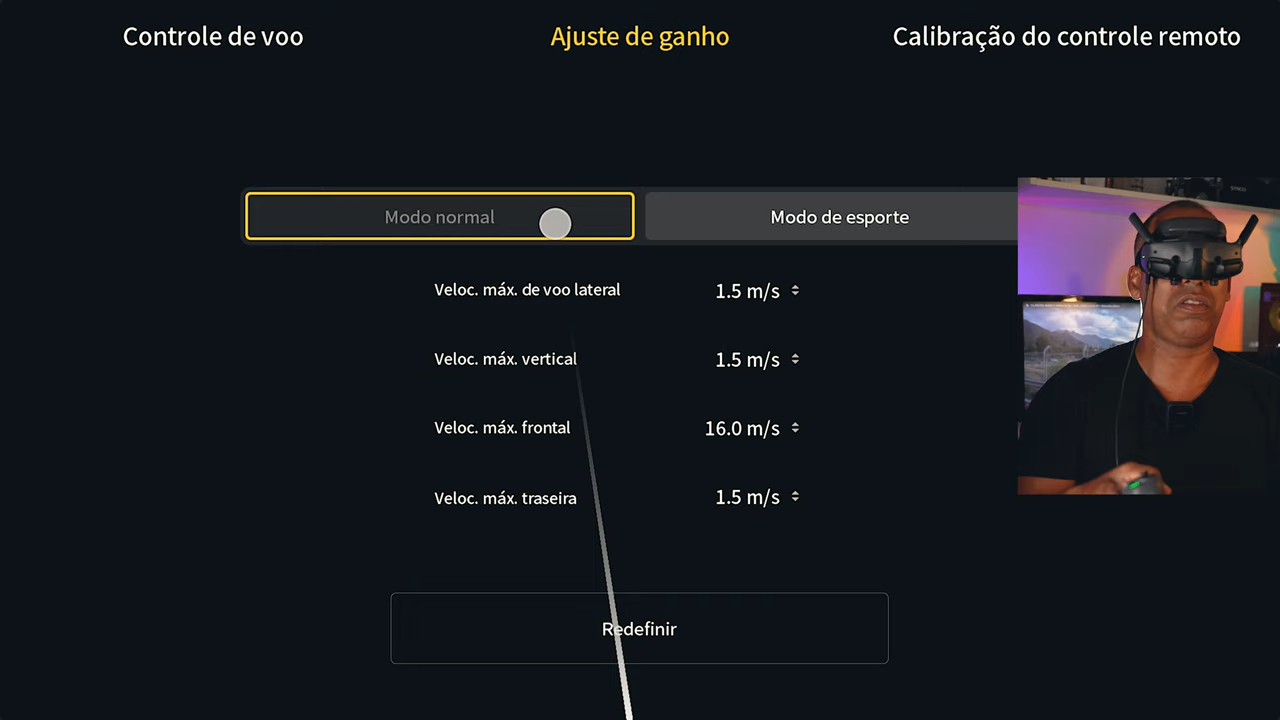 Controle de voo
Ajuste de ganho
Calibração do controle remoto
Modo normal
Modo de esporte
Veloc. máx. de voo lateral 1.5 m/s
Veloc. máx. vertical 1.5 m/s
Veloc. máx. frontal 16.0 m/s
Veloc. máx. traseira 1.5 m/s
Redefinir